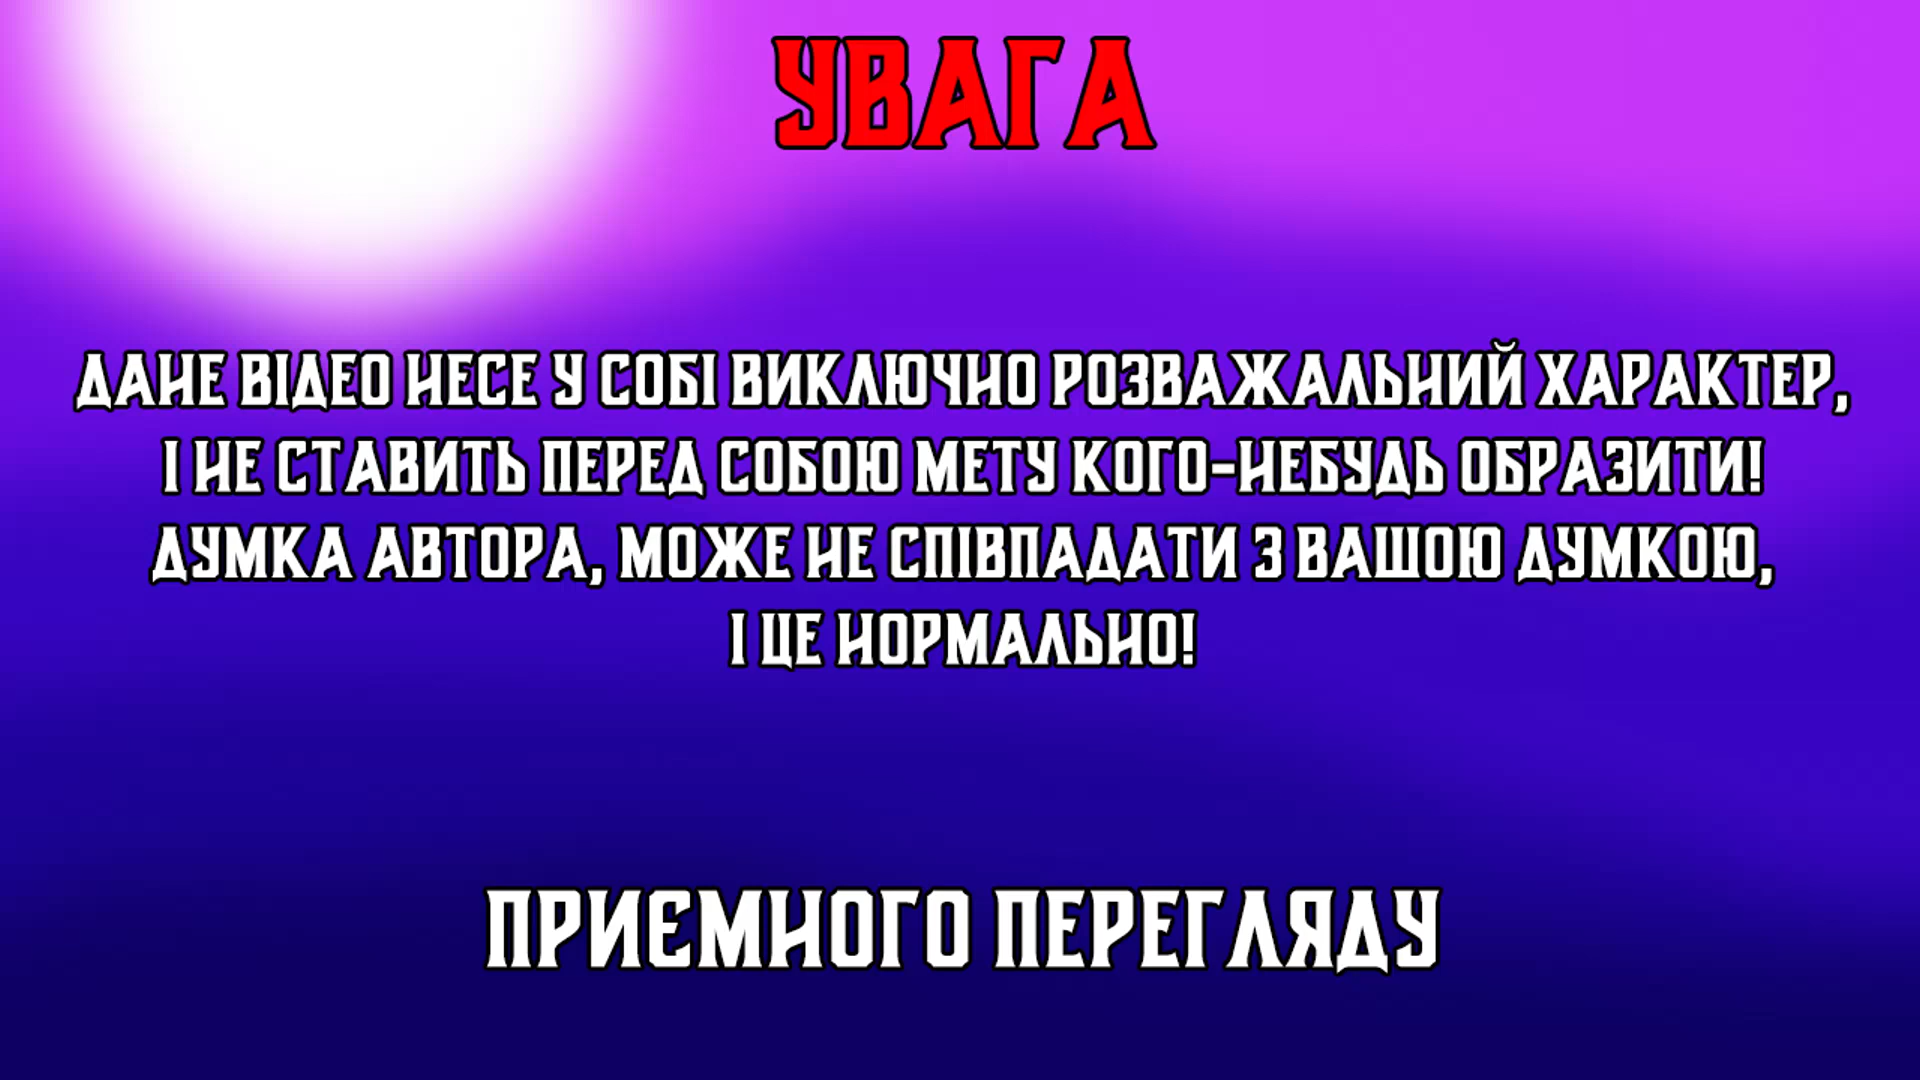 УВАГА
ДАНЕ ВІДЕО НЕСЕ У СОБІ ВИКЛЮЧНО РОЗВАЖАЛЬНИЙ ХАРАКТЕР,
І НЕ СТАВИТЬ ПЕРЕД СОБОЮ МЕТУ КОГО-НЕБУДЬ ОБРАЗИТИ!
ДУМКА АВТОРА, МОЖЕ НЕ СПІВПАДАТИ З ВАШОЮ ДУМКОЮ,
І ЦЕ НОРМАЛЬНО!
ПРИЄМНОГО ПЕРЕГЛЯДУ